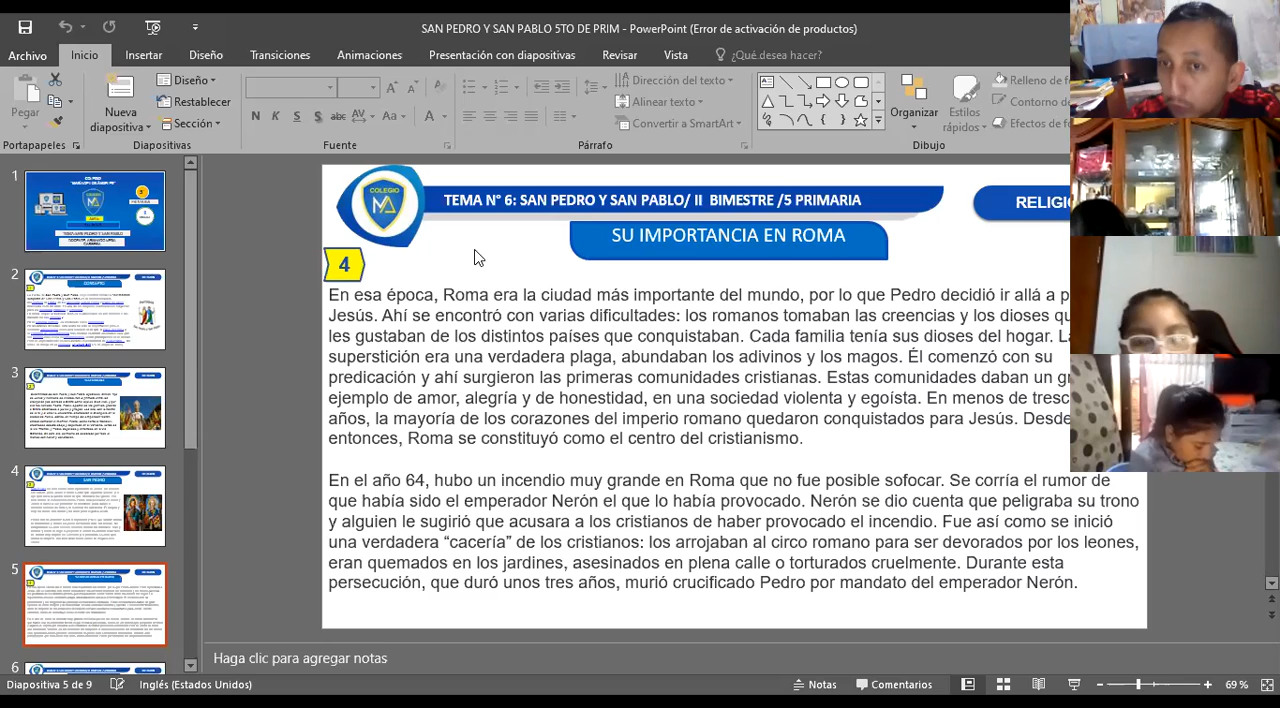 SAN PEDRO Y SAN PABLO 5TO DE PRIM - PowerPoint (Error de activación de productos)
Archivo Inicio Insertar Diseño Transiciones Animaciones Presentación con diapositivas Revisar Vista ¿Qué desea hacer?
Pegar
Nueva diapositiva
Diseño
Restablecer
Sección
N K S S abc AV Aa A
Dirección del texto
Alinear texto
Convertir a SmartArt
Organizar
Estilos rápidos
Relleno de
Contorno de
Efectos de fo
Portapapeles Diapositivas Fuente Párrafo Dibujo
1
2
3
4
5
6
COLEGIO
MA
TEMA N° 6: SAN PEDRO Y SAN PABLO/ II BIMESTRE /5 PRIMARIA
RELIGIO
SU IMPORTANCIA EN ROMA
4
En esa época, Roma era la ciudad más importante del mundo, por lo que Pedro decidió ir allá a p
Jesús. Ahí se encontró con varias dificultades: los romanos tomaban las creencias y los dioses qu
les gustaban de los distintos países que conquistaban. Cada familia tenía sus dioses del hogar. La
superstición era una verdadera plaga, abundaban los adivinos y los magos. Él comenzó con su
predicación y ahí surgieron las primeras comunidades cristianas. Estas comunidades daban un gr
ejemplo de amor, alegría y de honestidad, en una sociedad violenta y egoísta. En menos de tresc
años, la mayoría de los corazones del imperio romano quedaron conquistados para Jesús. Desde
entonces, Roma se constituyó como el centro del cristianismo.
En el año 64, hubo un incendio muy grande en Roma que no fue posible sofocar. Se corría el rumor de
que había sido el emperador Nerón el que lo había provocado. Nerón se dio cuenta que peligraba su trono
y alguien le sugirió que acusara a los cristianos de haber provocado el incendio. Fue así como se inició
una verdadera “cacería” de los cristianos: los arrojaban al circo romano para ser devorados por los leones,
eran quemados en los jardines, asesinados en plena calle o torturados cruelmente. Durante esta
persecución, que duró unos tres años, murió crucificado Pedro por mandato del emperador Nerón.
Haga clic para agregar notas
Diapositiva 5 de 9 Inglés (Estados Unidos) Notas Comentarios 69 %